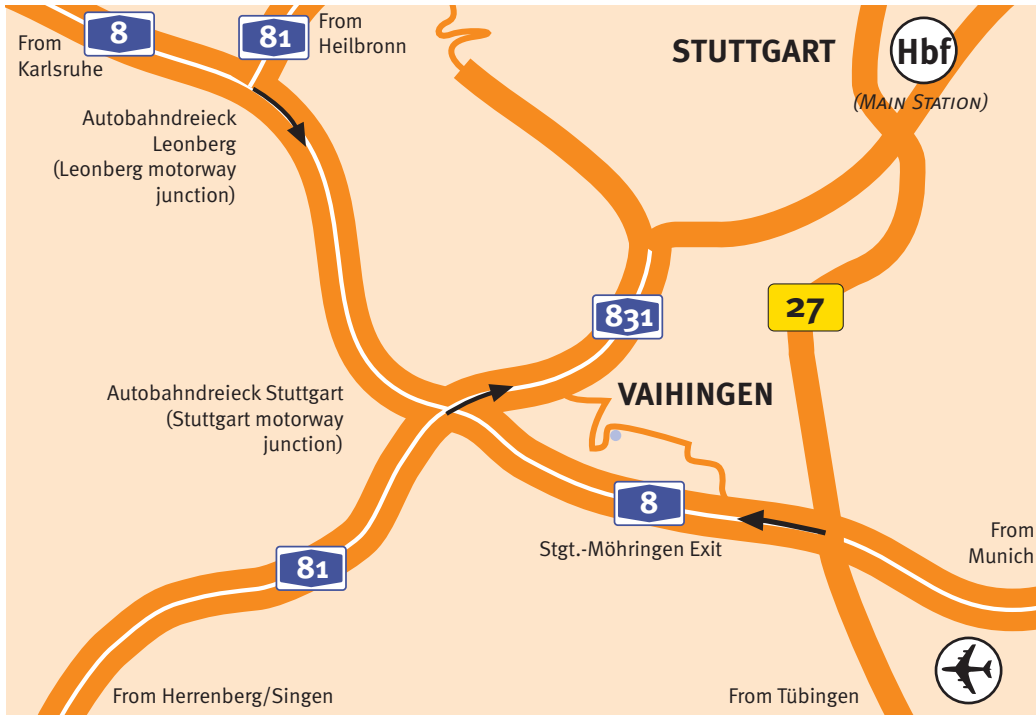 8
81
From
Karlsruhe
From
Heilbronn
STUTTGART
Hbf
(MAIN STATION)
Autobahndreieck
Leonberg
(Leonberg motorway
junction)
27
831
Autobahndreieck Stuttgart
(Stuttgart motorway
junction)
VAIHINGEN
8
Stgt.-Möhringen Exit
From
Munich
81
From Herrenberg/Singen
From Tübingen